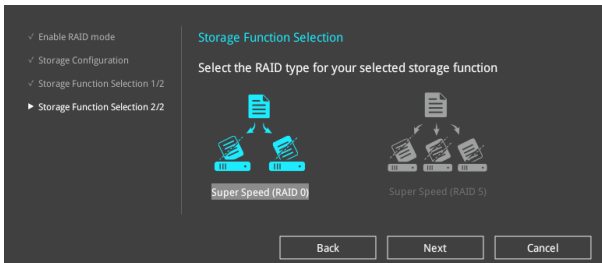 ✓ Enable RAID mode
✓ Storage Configuration
✓ Storage Function Selection 1/2
▶ Storage Function Selection 2/2
Storage Function Selection
Select the RAID type for your selected storage function
Super Speed (RAID 0)
Super Speed (RAID 5)
Back
Next
Cancel